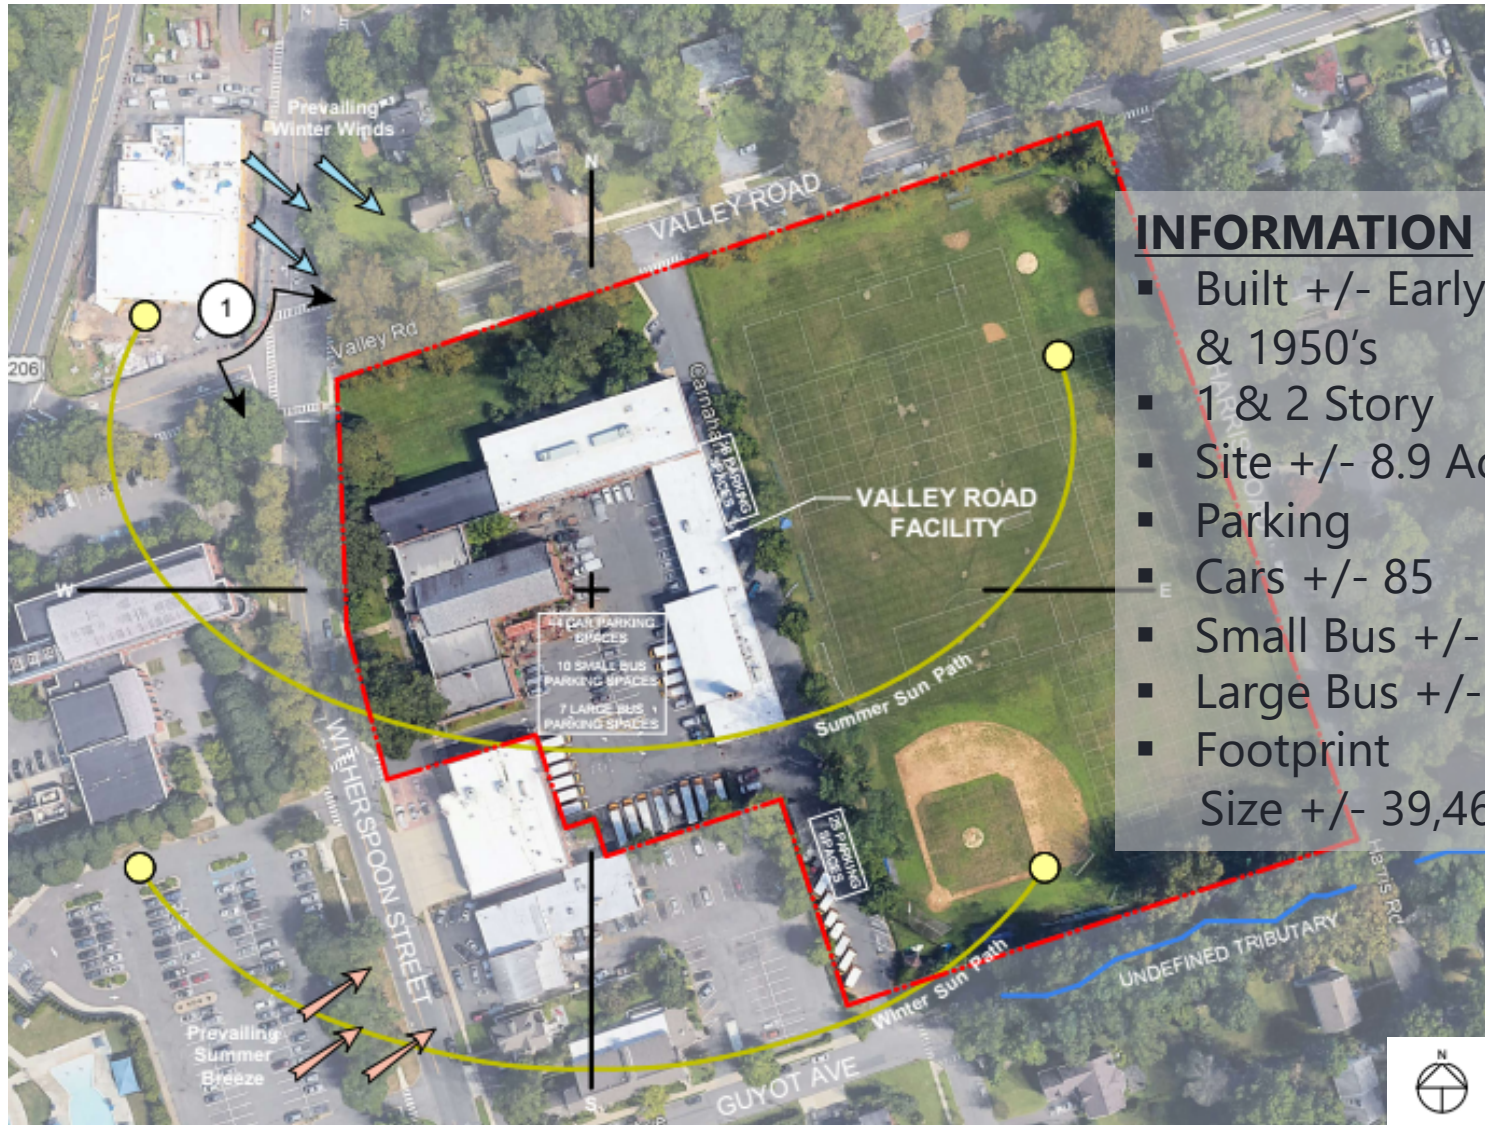 Prevailing
Winter Winds
N
VALLEY ROAD
1
Valley Rd
206
INFORMATION
▪ Built +/- Early
& 1950's
▪ 1 & 2 Story
▪ Site +/- 8.9 Ac
▪ Parking
▪ Cars +/- 85
▪ Small Bus +/-
▪ Large Bus +/-
▪ Footprint
Size +/- 39,46
PARKING
SPACES
VALLEY ROAD
FACILITY
W
E
44 CAR PARKING
SPACES
10 SMALL BUS
PARKING SPACES
7 LARGE BUS
PARKING SPACES
Summer Sun Path
WITHERSPOON STREET
25 PARKING
SPACES
Winter Sun Path
UNDEFINED TRIBUTARY
Prevailing
Summer
Breeze
GUYOT AVE
S
N